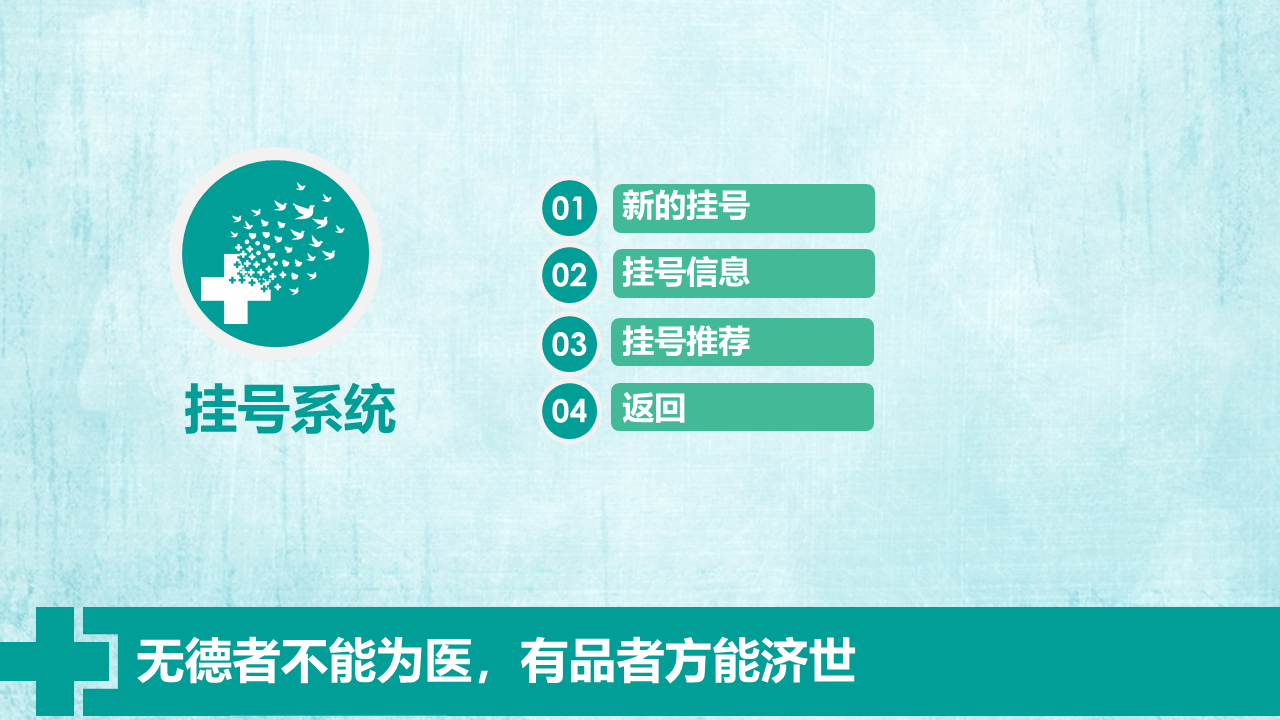 挂号系统
01 新的挂号
02 挂号信息
03 挂号推荐
04 返回
无德者不能为医，有品者方能济世